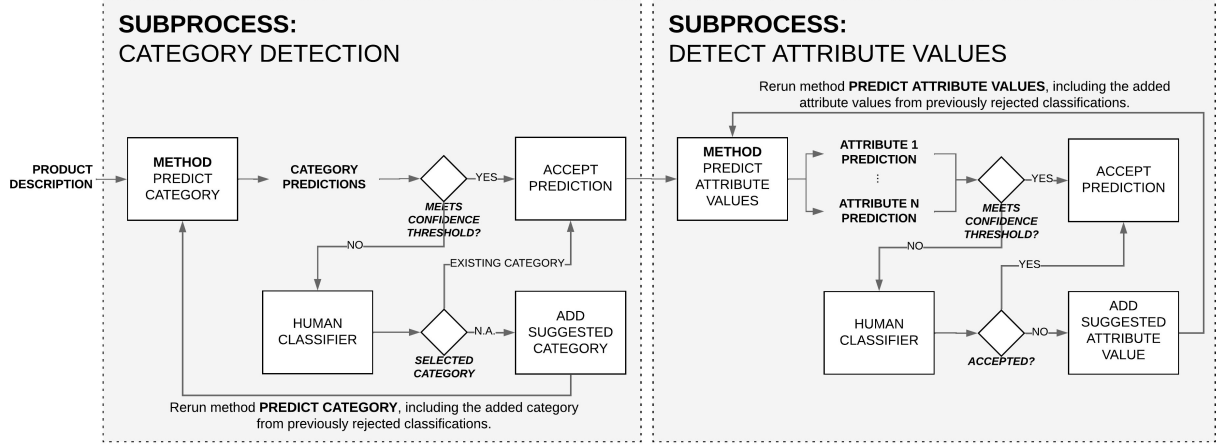 SUBPROCESS:
CATEGORY DETECTION
PRODUCT
DESCRIPTION
METHOD
PREDICT
CATEGORY
CATEGORY
PREDICTIONS
MEETS
CONFIDENCE
THRESHOLD?
YES
ACCEPT
PREDICTION
NO
EXISTING CATEGORY
HUMAN
CLASSIFIER
SELECTED
CATEGORY
N.A.
ADD
SUGGESTED
CATEGORY
Rerun method PREDICT CATEGORY, including the added category
from previously rejected classifications.
SUBPROCESS:
DETECT ATTRIBUTE VALUES
Rerun method PREDICT ATTRIBUTE VALUES, including the added
attribute values from previously rejected classifications.
METHOD
PREDICT
ATTRIBUTE
VALUES
ATTRIBUTE 1
PREDICTION
⋮
ATTRIBUTE N
PREDICTION
MEETS
CONFIDENCE
THRESHOLD?
YES
ACCEPT
PREDICTION
NO
YES
HUMAN
CLASSIFIER
ACCEPTED?
NO
ADD
SUGGESTED
ATTRIBUTE
VALUE